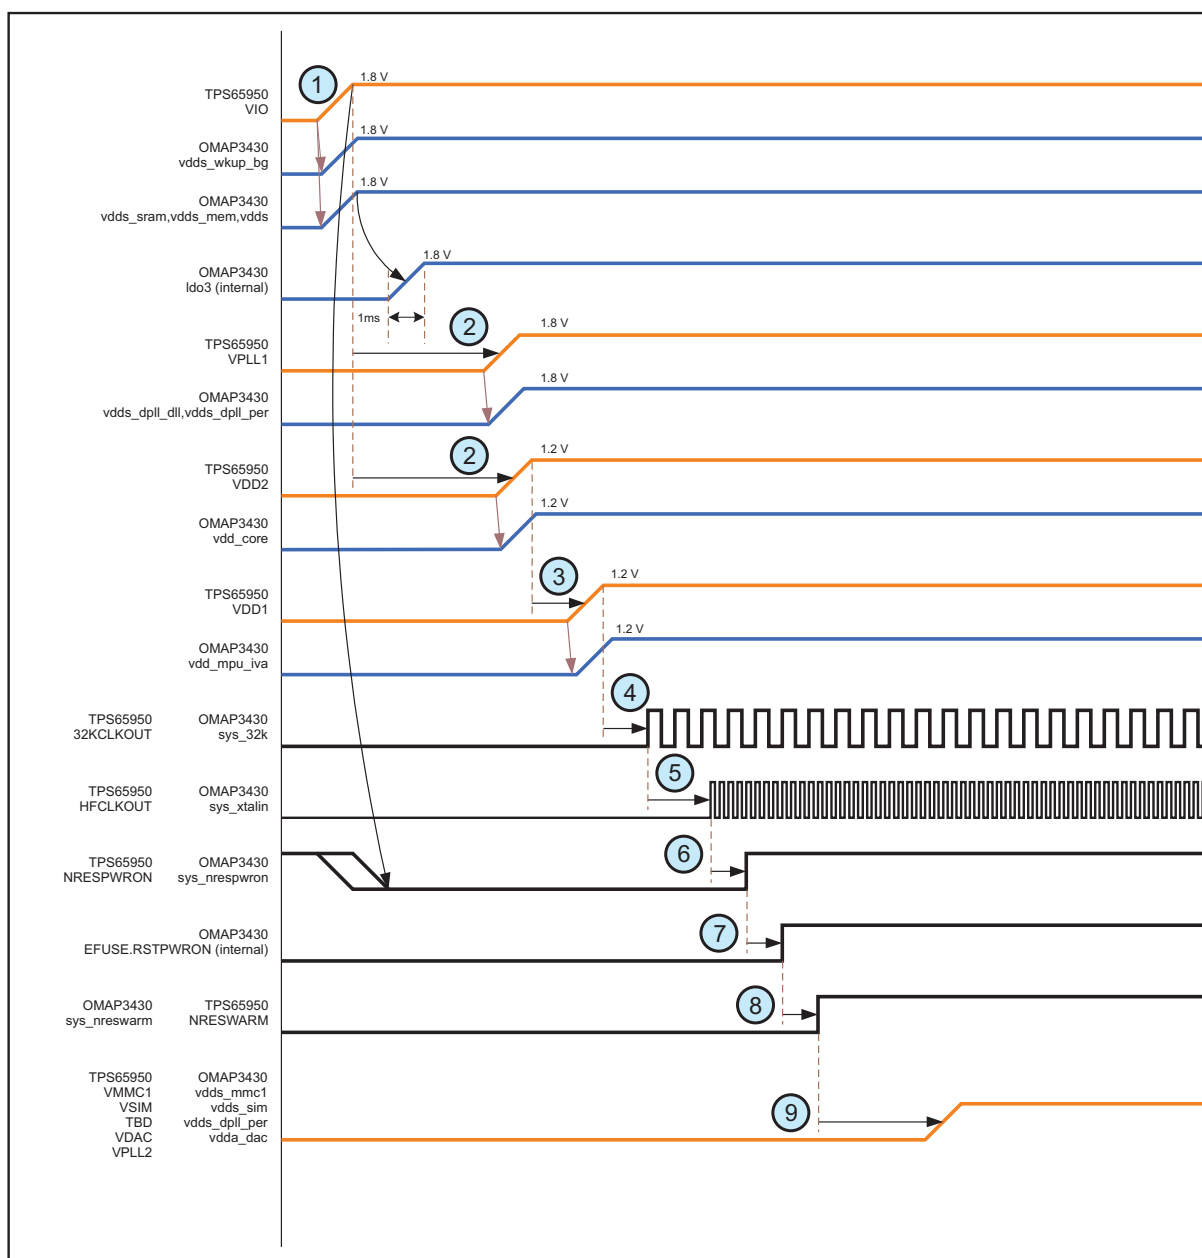 1
1.8 V
TPS65950
VIO
1.8 V
OMAP3430
vdds_wkup_bg
1.8 V
OMAP3430
vdds_sram,vdds_mem,vdds
1.8 V
OMAP3430
ldo3 (internal)
1ms
2
1.8 V
TPS65950
VPLL1
1.8 V
OMAP3430
vdds_dpll_dll,vdds_dpll_per
2
1.2 V
TPS65950
VDD2
1.2 V
OMAP3430
vdd_core
3
1.2 V
TPS65950
VDD1
1.2 V
OMAP3430
vdd_mpu_iva
4
TPS65950 OMAP3430
32KCLKOUT sys_32k
5
TPS65950 OMAP3430
HFCLKOUT sys_xtalin
6
TPS65950 OMAP3430
NRESPWRON sys_nrespwron
7
OMAP3430
EFUSE.RSTPWRON (internal)
8
OMAP3430 TPS65950
sys_nreswarm NRESWARM
TPS65950 OMAP3430
VMMC1 vdds_mmc1
VSIM vdds_sim
9
TBD vdds_dpll_per
VDAC vdda_dac
VPLL2